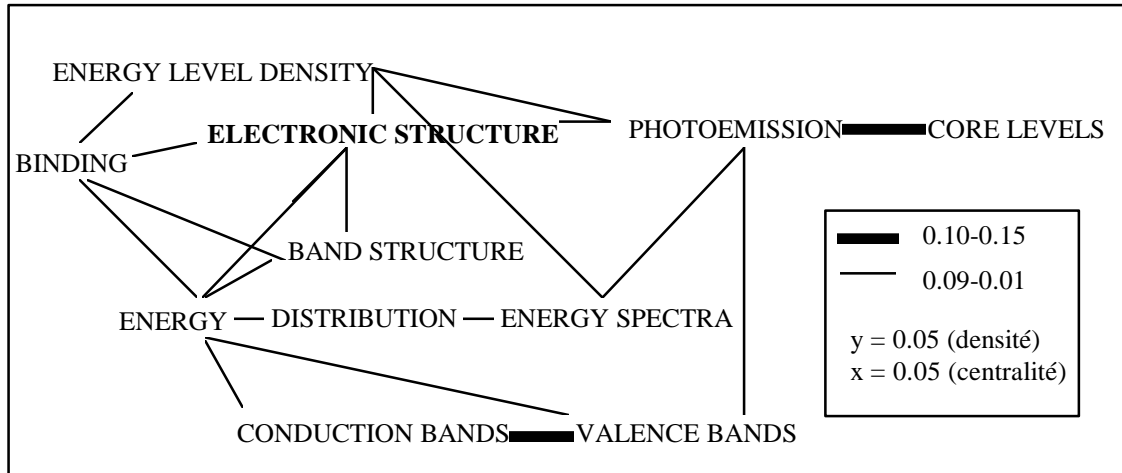 ENERGY LEVEL DENSITY
ELECTRONIC STRUCTURE
PHOTOEMISSION
CORE LEVELS
BINDING
BAND STRUCTURE
ENERGY
DISTRIBUTION
ENERGY SPECTRA
CONDUCTION BANDS
VALENCE BANDS
0.10-0.15
0.09-0.01
y = 0.05 (densité)
x = 0.05 (centralité)